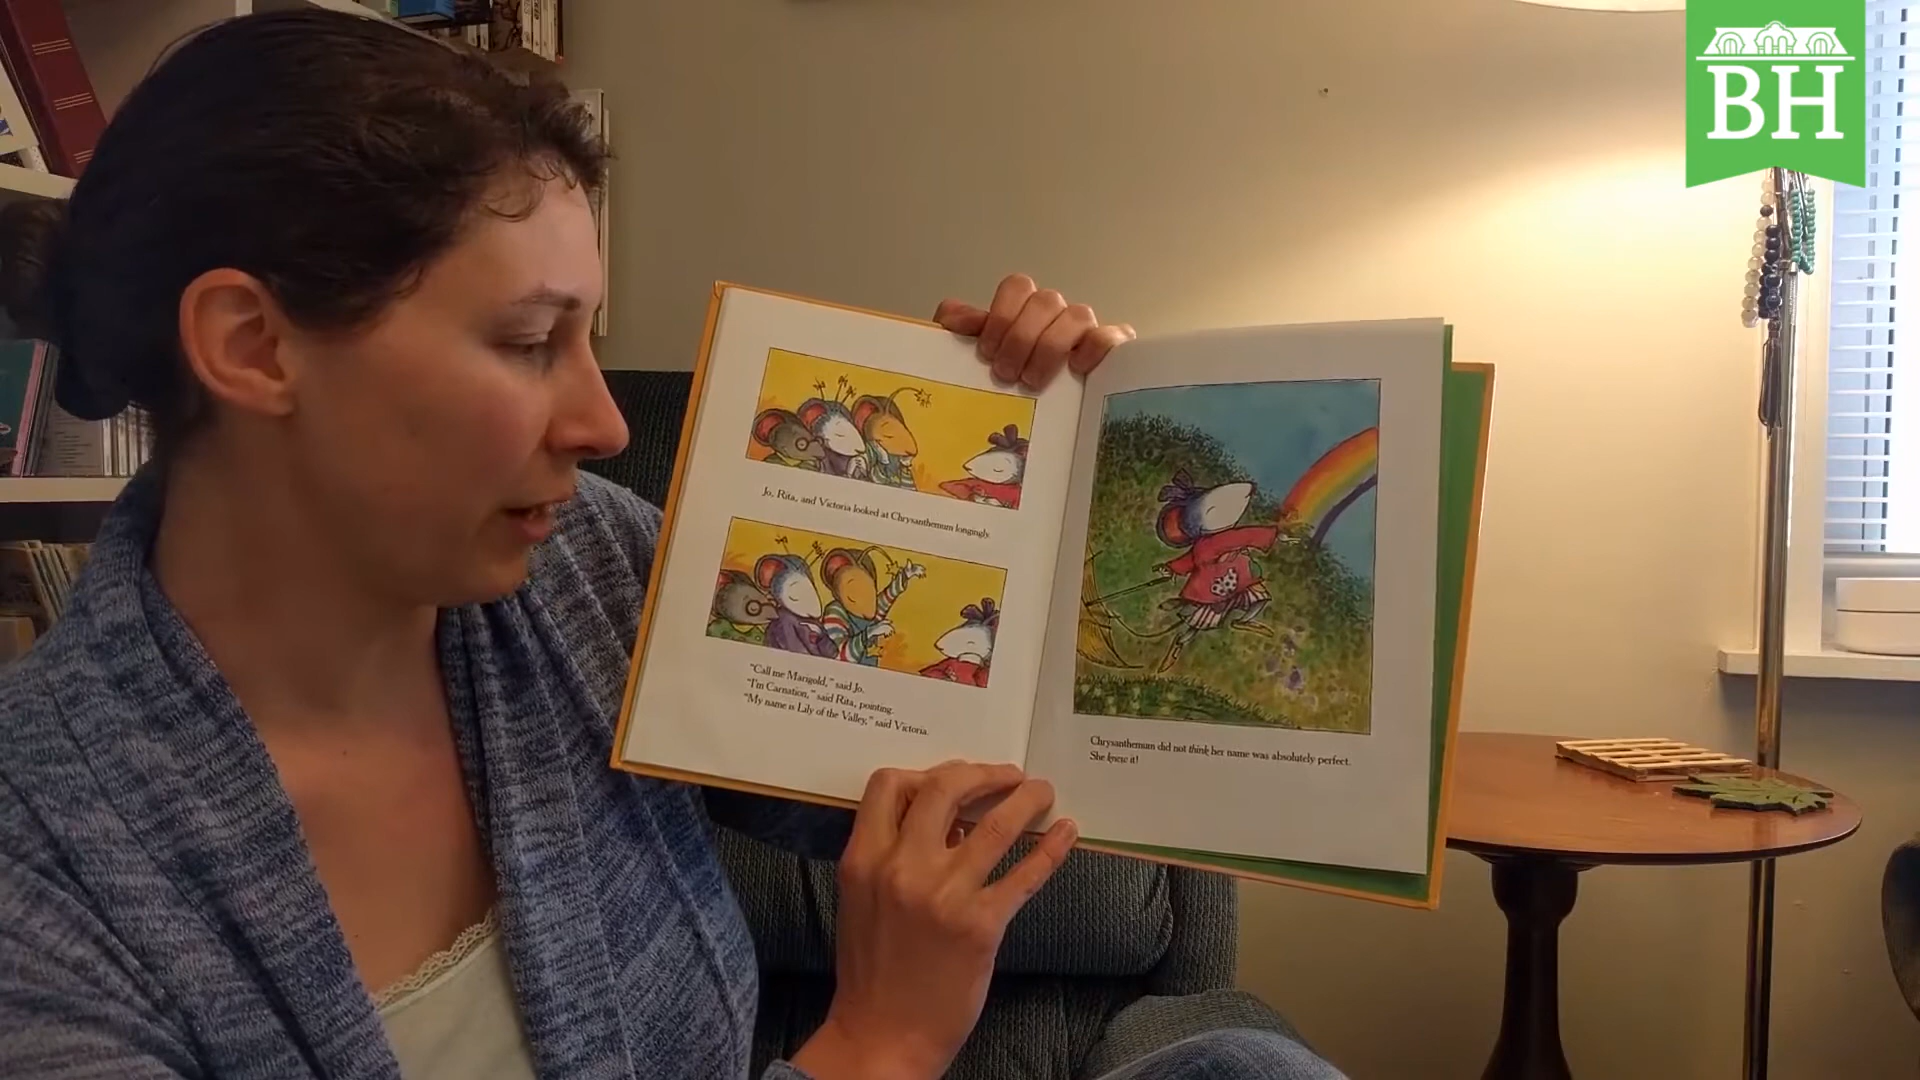 BH
Jo, Rita, and Victoria looked at Chrysanthemum longingly.
"Call me Marigold," said Jo.
"I'm Carnation," said Rita, pointing.
"My name is Lily of the Valley," said Victoria.
Chrysanthemum did not think her name was absolutely perfect.
She knew it!